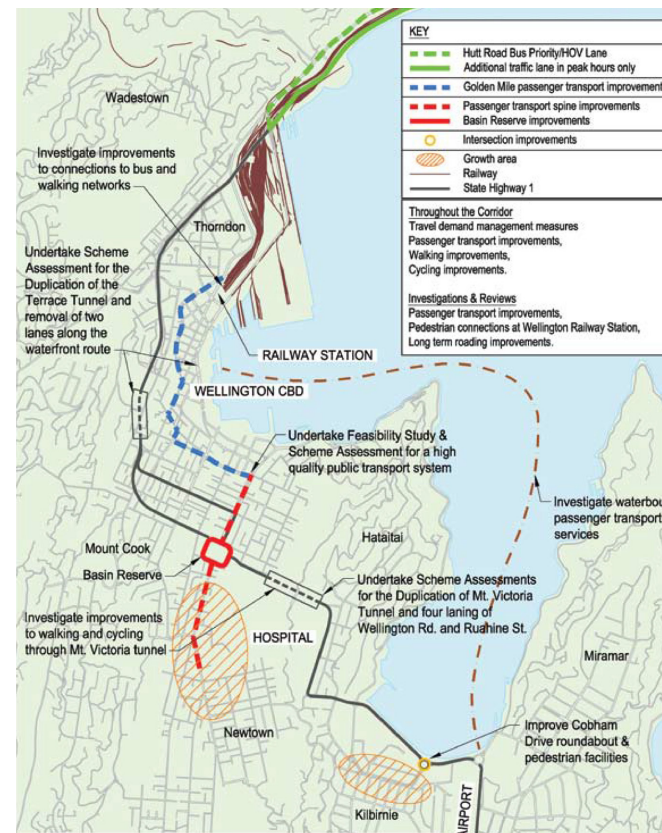 KEY
Hutt Road Bus Priority/HOV Lane
Additional traffic lane in peak hours only
Golden Mile passenger transport improvement
Passenger transport spine improvements
Basin Reserve improvements
Intersection improvements
Growth area
Railway
State Highway 1
Throughout the Corridor
Travel demand management measures
Passenger transport improvements,
Walking improvements,
Cycling improvements.
Investigations & Reviews
Passenger transport improvements,
Pedestrian connections at Wellington Railway Station,
Long term roading improvements.
Wadestown
Investigate improvements
to connections to bus and
walking networks
Thorndon
Undertake Scheme
Assessment for the
Duplication of the
Terrace Tunnel and
removal of two
lanes along the
waterfront route
RAILWAY STATION
WELLINGTON CBD
Undertake Feasibility Study &
Scheme Assessment for a high
quality public transport system
Investigate waterbou
passenger transport
services
Hataitai
Mount Cook
Basin Reserve
Undertake Scheme Assessments
for the Duplication of Mt. Victoria
Tunnel and four laning of
Wellington Rd. and Ruahine St.
Investigate improvements
to walking and cycling
through Mt. Victoria tunnel
HOSPITAL
Miramar
Newtown
Improve Cobham
Drive roundabout &
pedestrian facilities
Kilbirnie
AIRPORT